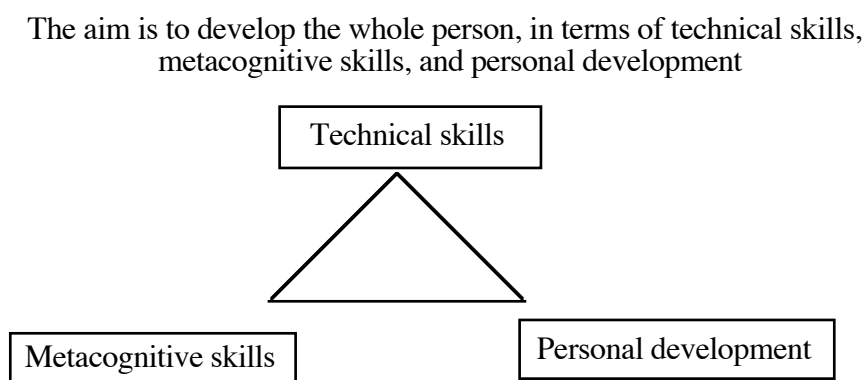 The aim is to develop the whole person, in terms of technical skills,
metacognitive skills, and personal development
Technical skills
Metacognitive skills
Personal development